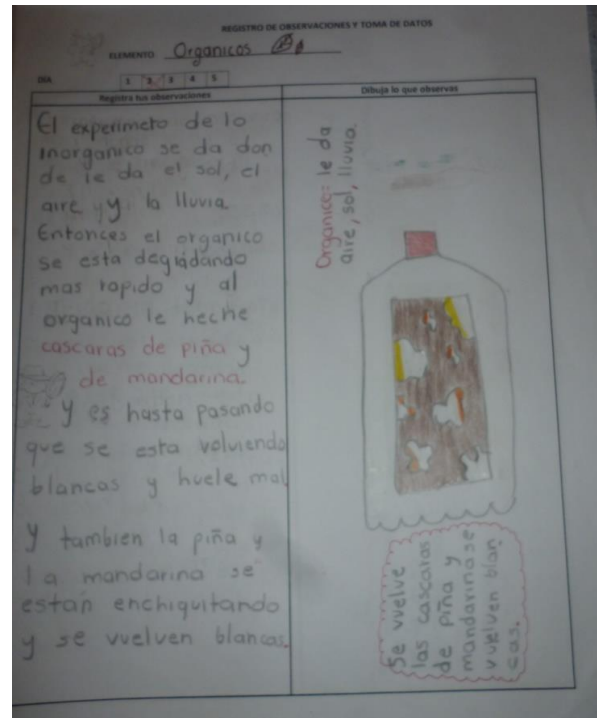 REGISTRO DE OBSERVACIONES Y TOMA DE DATOS
ELEMENTO Organicos
DIA 1 2 3 4 5
Registra tus observaciones
El experimeto de lo
inorganico se da don
de le da el sol, el
aire y y la lluvia
Entonces el organico
se esta degradando
mas rapido y al
organico le heche
cascaras de piña y
de mandarina.
y es hasta pasando
que se esta volviendo
blancas y huele mal
y tambien la piña y
la mandarina se
estan enchiquitando
y se vuelven blancas.
Dibuja lo que observas
Organico: le da
aire, sol, lluvia.
Se vuelve
las cascaras
de piña y
mandarina se
vuelven blan
cas.